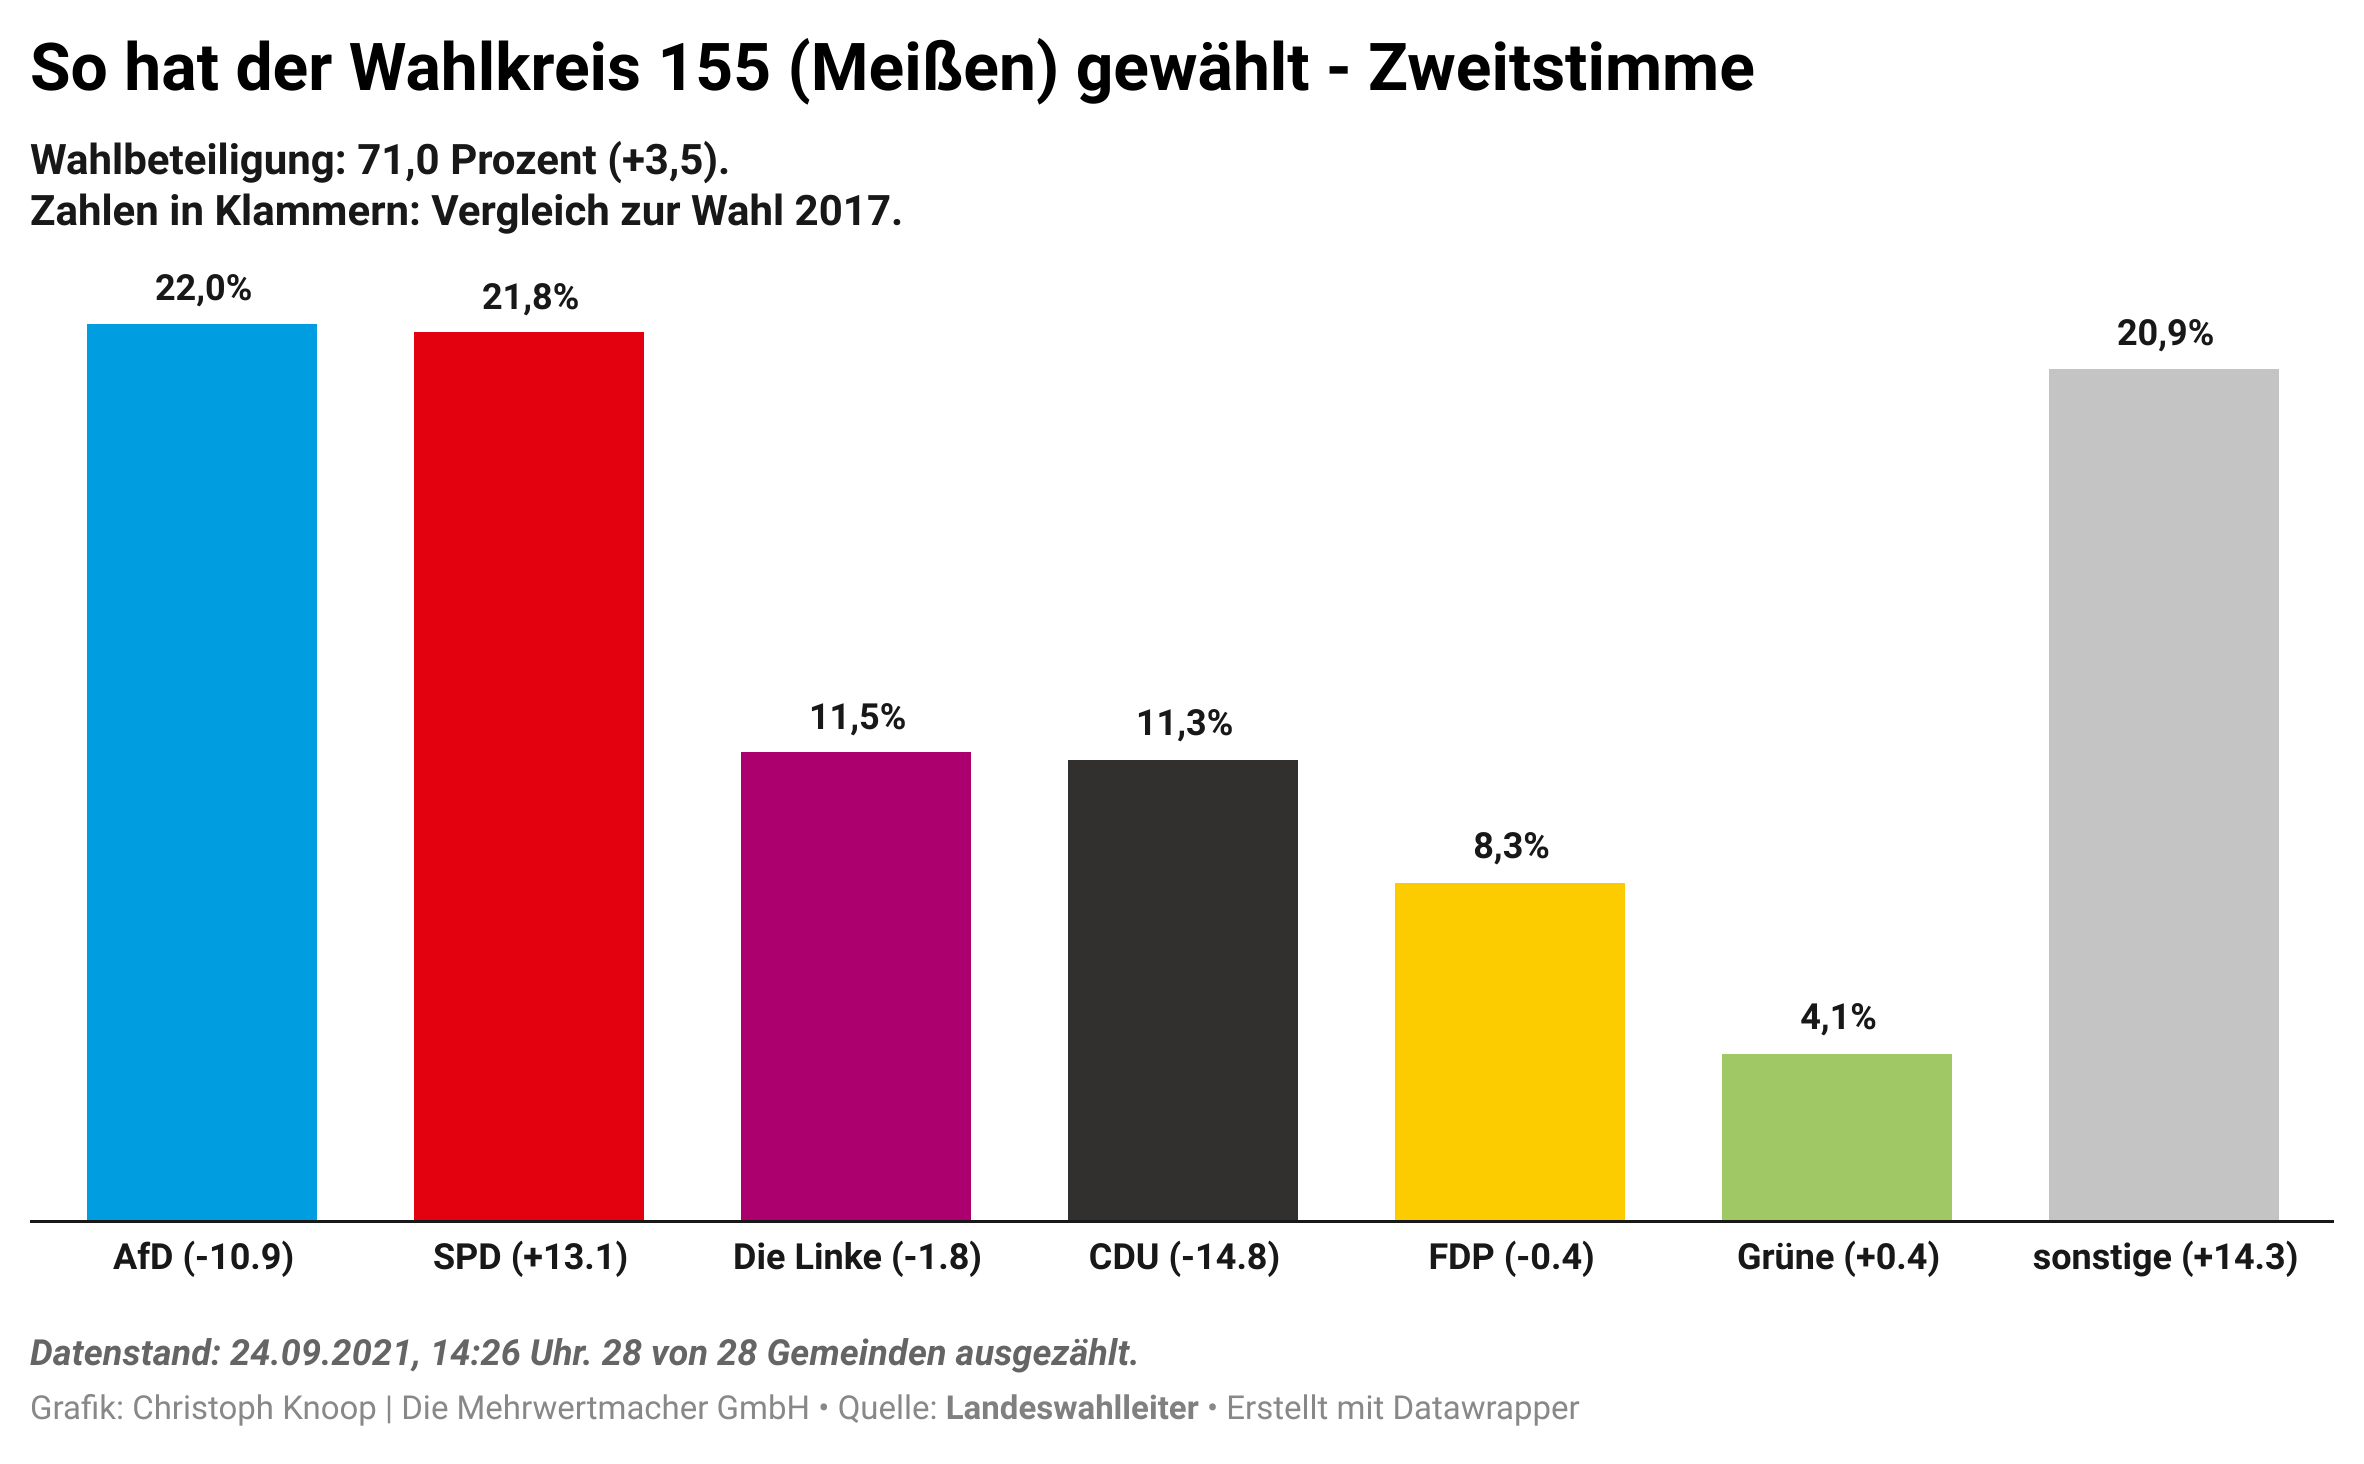 So hat der Wahlkreis 155 (Meißen) gewählt - Zweitstimme
Wahlbeteiligung: 71,0 Prozent (+3,5).
Zahlen in Klammern: Vergleich zur Wahl 2017.
22,0%
21,8%
11,5%
11,3%
8,3%
4,1%
20,9%
AfD (-10.9)
SPD (+13.1)
Die Linke (-1.8)
CDU (-14.8)
FDP (-0.4)
Grüne (+0.4)
sonstige (+14.3)
Datenstand: 24.09.2021, 14:26 Uhr. 28 von 28 Gemeinden ausgezählt.
Grafik: Christoph Knoop | Die Mehrwertmacher GmbH • Quelle: Landeswahlleiter • Erstellt mit Datawrapper